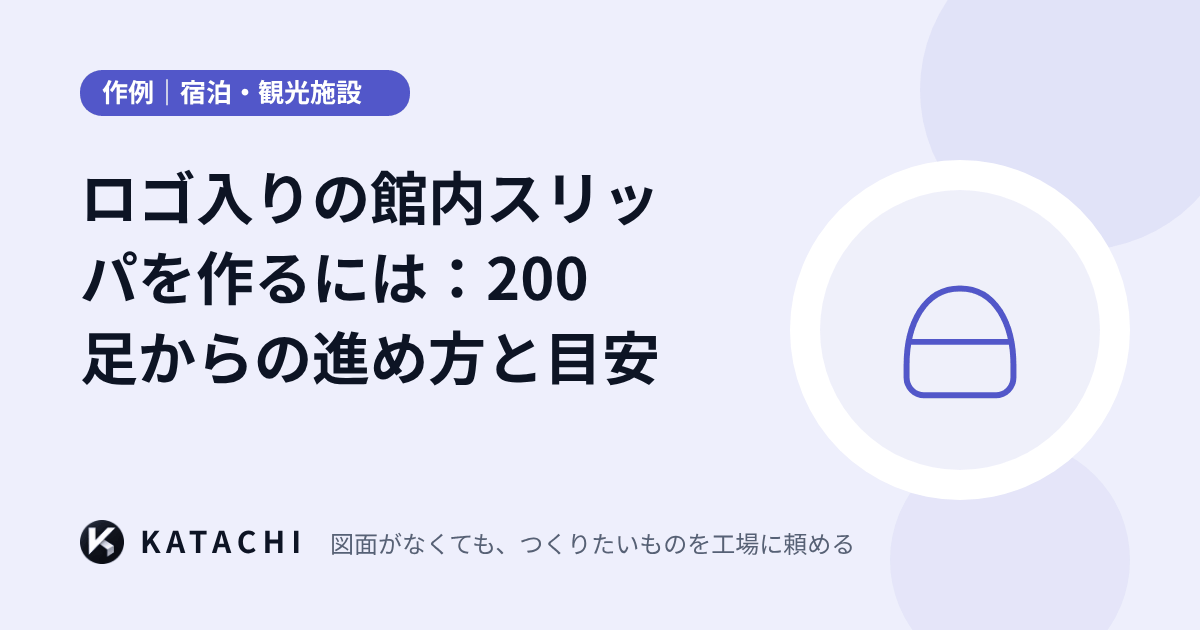 作例｜宿泊・観光施設
ロゴ入りの館内スリッ
パを作るには：200
足からの進め方と目安
KATACHI 図面がなくても、つくりたいものを工場に頼める